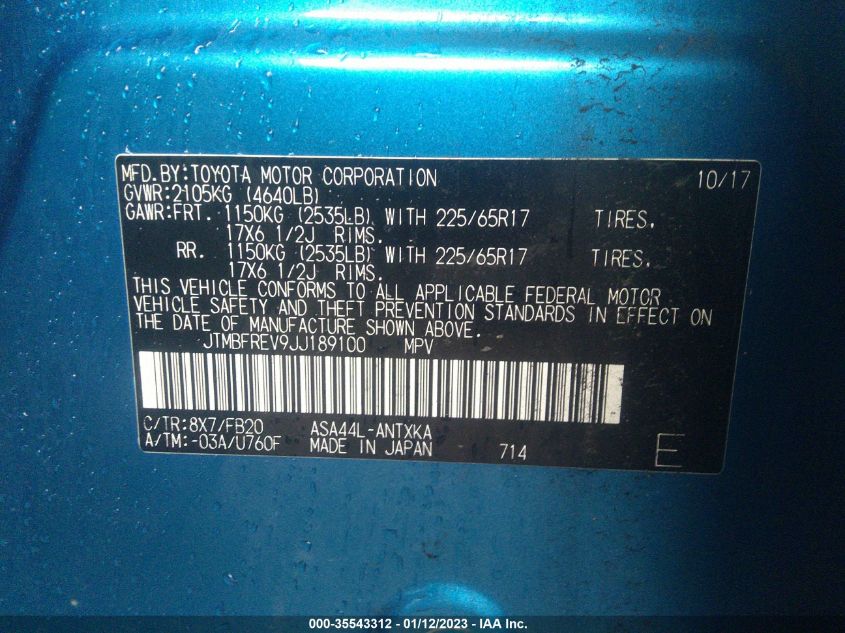 MFD.BY:TOYOTA MOTOR CORPORATION 10/17
GVWR:2105KG (4640LB)
GAWR:FRT. 1150KG (2535LB) WITH 225/65R17 TIRES.
17X6 1/2J RIMS.
RR. 1150KG (2535LB) WITH 225/65R17 TIRES.
17X6 1/2J RIMS.
THIS VEHICLE CONFORMS TO ALL APPLICABLE FEDERAL MOTOR
VEHICLE SAFETY AND THEFT PREVENTION STANDARDS IN EFFECT ON
THE DATE OF MANUFACTURE SHOWN ABOVE.
JTMBFREV9JJ189100 MPV
C/TR:8X7/FB20 ASA44L-ANTXKA
A/TM:-03A/U760F MADE IN JAPAN 714 E
000-35543312 - 01/12/2023 - IAA Inc.